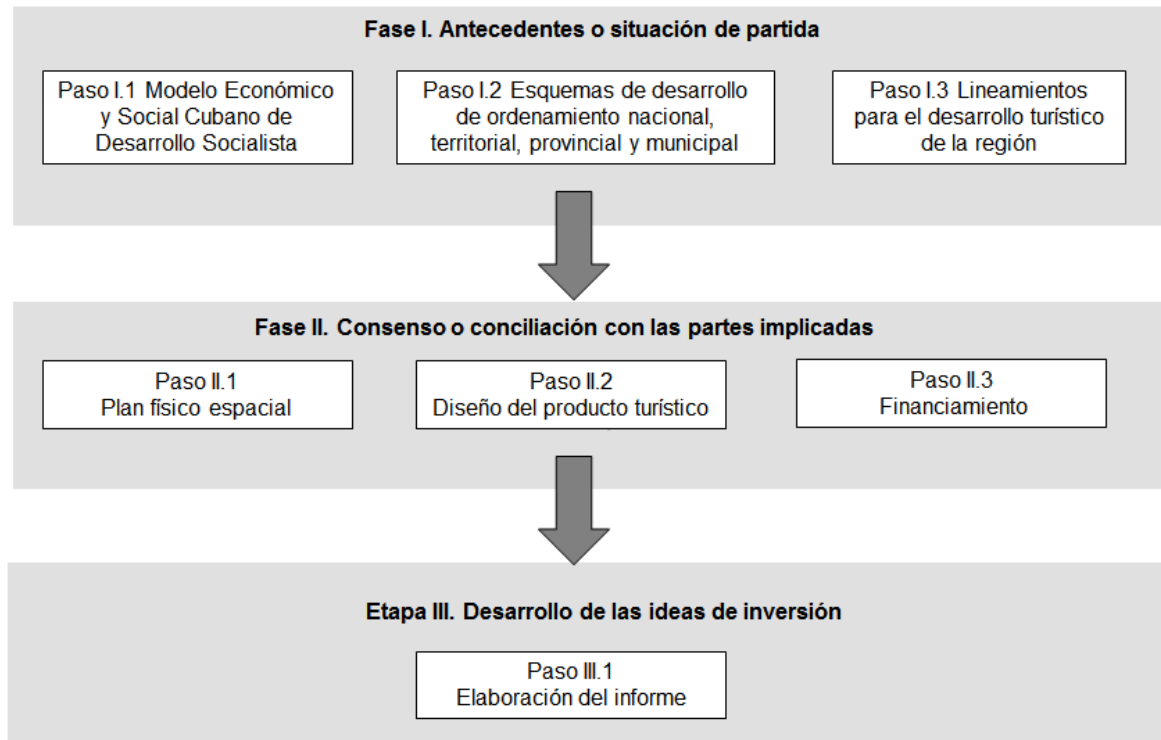 Fase I. Antecedentes o situación de partida
Paso I.1 Modelo Económico
y Social Cubano de
Desarrollo Socialista
Paso I.2 Esquemas de desarrollo
de ordenamiento nacional,
territorial, provincial y municipal
Paso I.3 Lineamientos
para el desarrollo turístico
de la región
Fase II. Consenso o conciliación con las partes implicadas
Paso II.1
Plan físico espacial
Paso II.2
Diseño del producto turístico
Paso II.3
Financiamiento
Etapa III. Desarrollo de las ideas de inversión
Paso III.1
Elaboración del informe